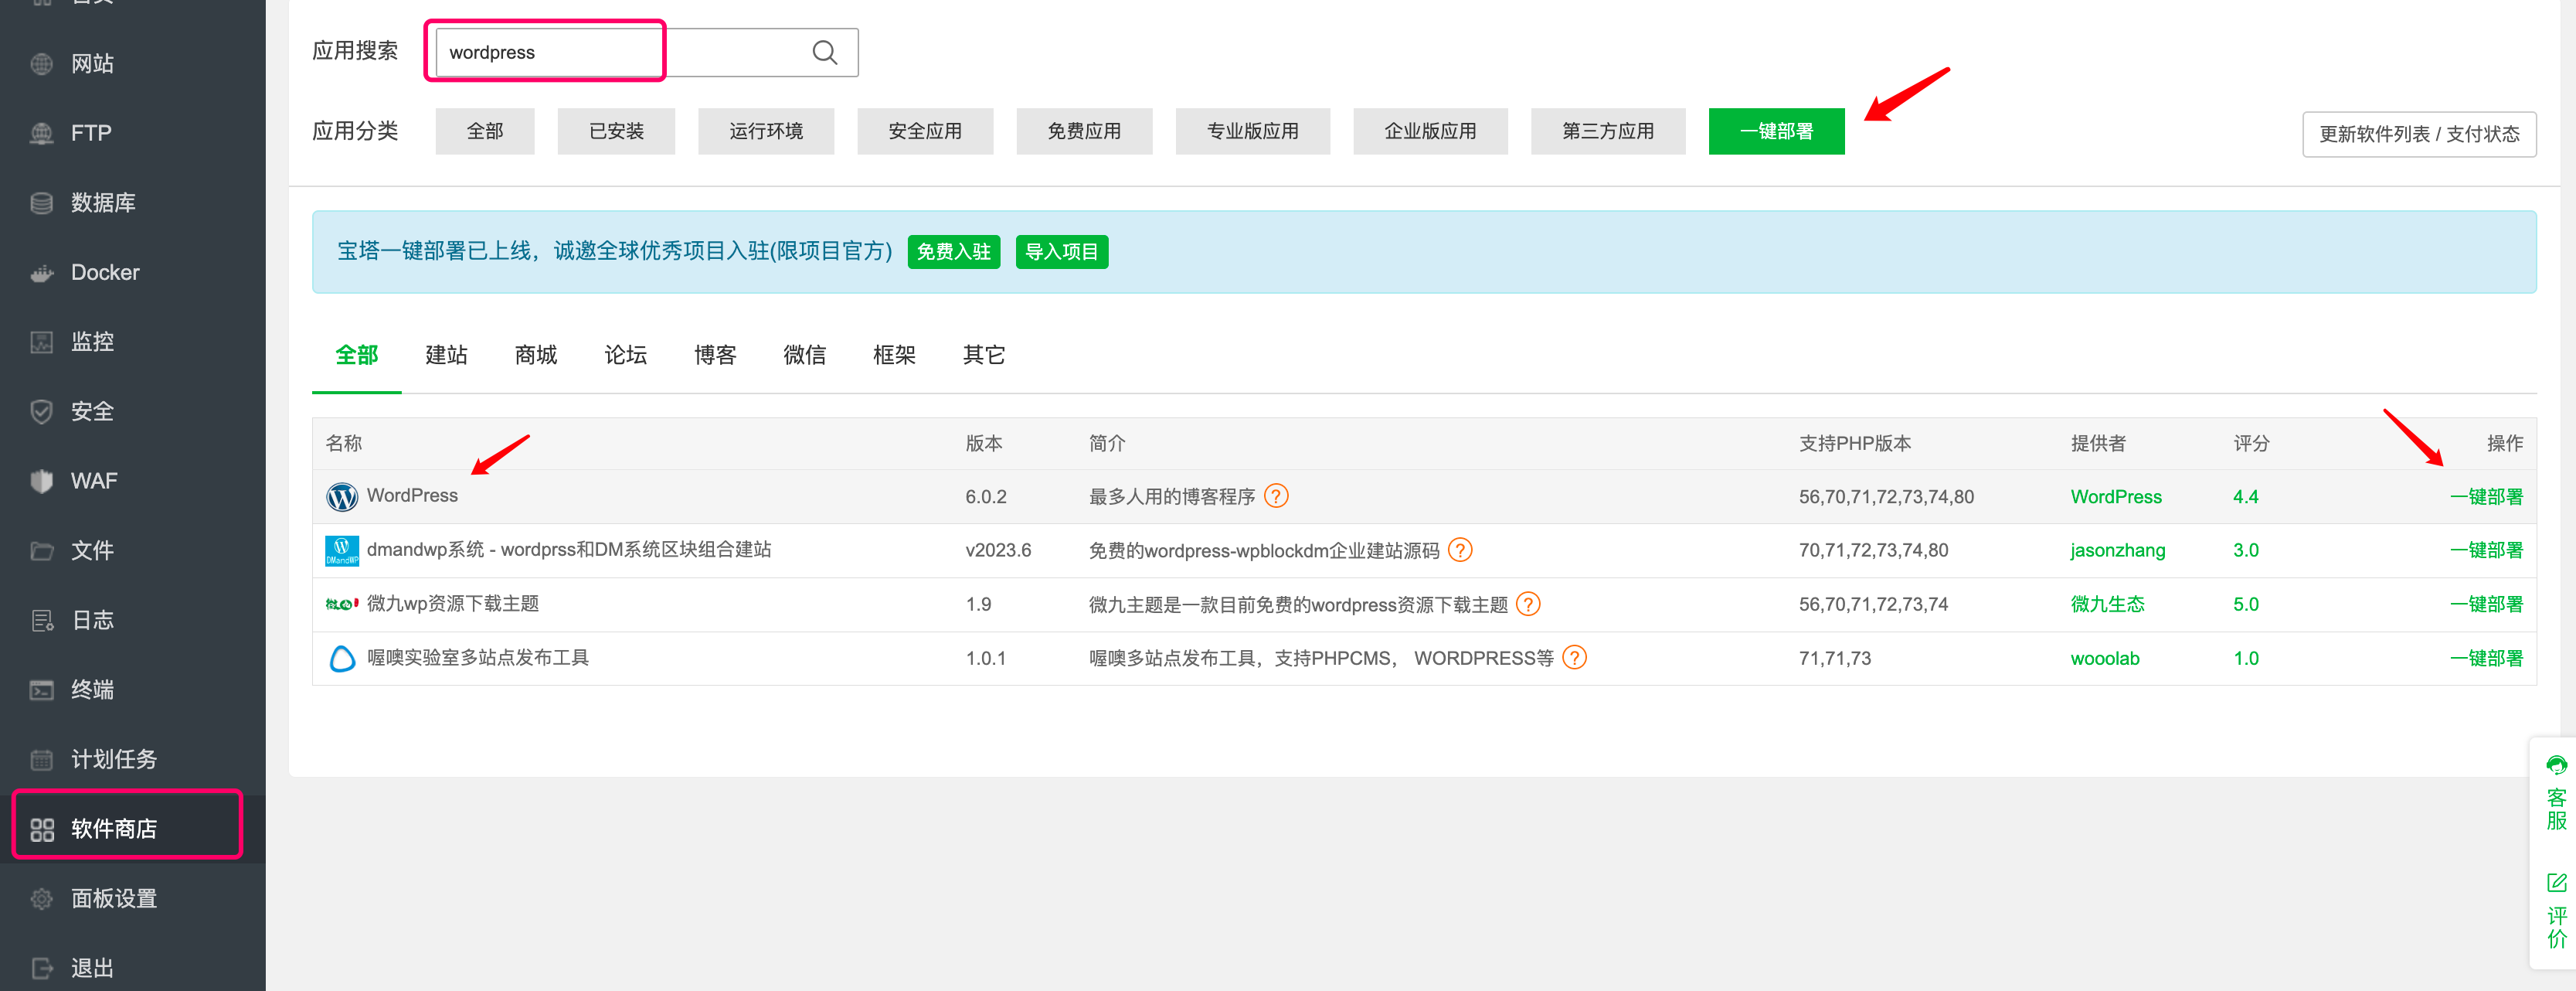 首页
网站
FTP
数据库
Docker
监控
安全
WAF
文件
日志
终端
计划任务
软件商店
面板设置
退出
应用搜索 wordpress
应用分类 全部 已安装 运行环境 安全应用 免费应用 专业版应用 企业版应用 第三方应用 一键部署 更新软件列表 / 支付状态
宝塔一键部署已上线，诚邀全球优秀项目入驻(限项目官方) 免费入驻 导入项目
全部 建站 商城 论坛 博客 微信 框架 其它
名称 版本 简介 支持PHP版本 提供者 评分 操作
WordPress 6.0.2 最多人用的博客程序 ? 56,70,71,72,73,74,80 WordPress 4.4 一键部署
DMandWP dmandwp系统 - wordprss和DM系统区块组合建站 v2023.6 免费的wordpress-wpblockdm企业建站源码 ? 70,71,72,73,74,80 jasonzhang 3.0 一键部署
微九wp资源下载主题 1.9 微九主题是一款目前免费的wordpress资源下载主题 ? 56,70,71,72,73,74 微九生态 5.0 一键部署
喔噢实验室多站点发布工具 1.0.1 喔噢多站点发布工具，支持PHPCMS， WORDPRESS等 ? 71,71,73 wooolab 1.0 一键部署
客服
评价